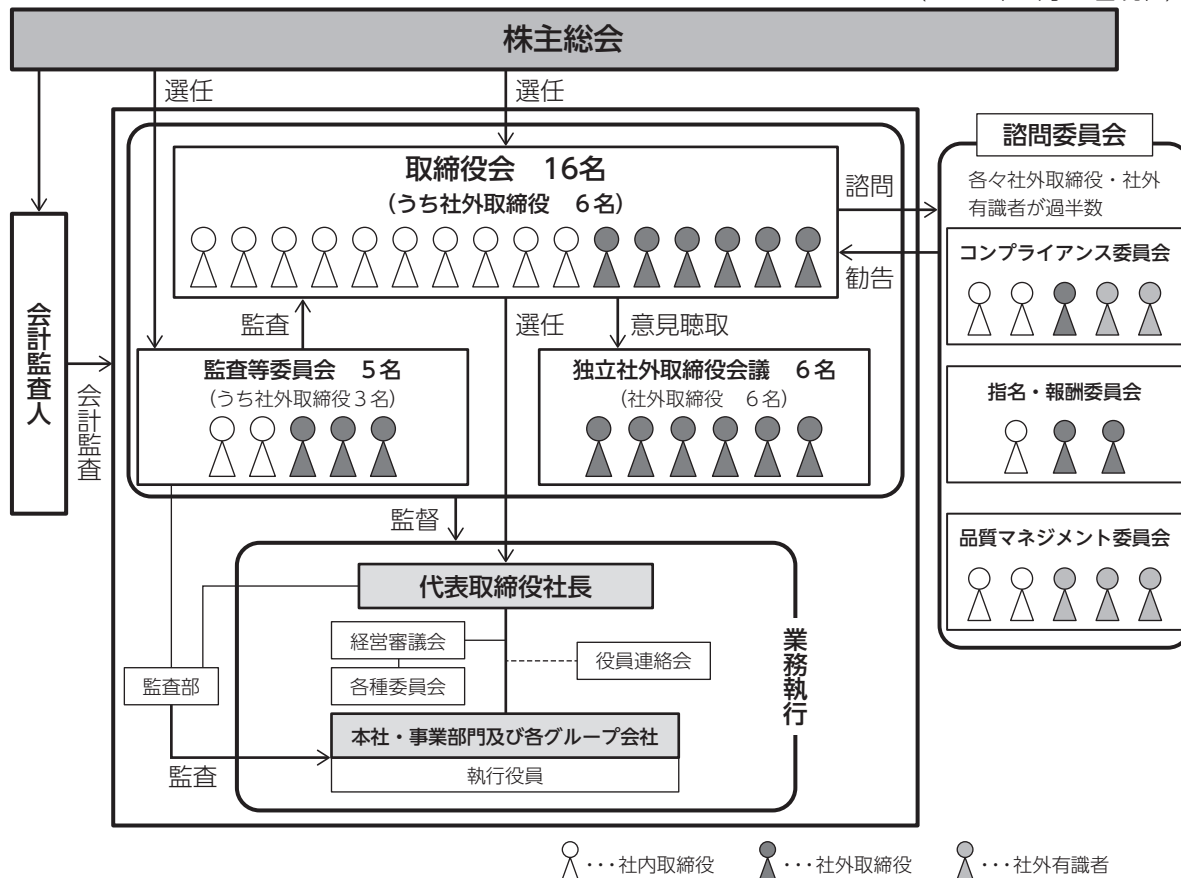 株主総会
選任
選任
諮問委員会
各々社外取締役・社外
有識者が過半数
取締役会 16名
(うち社外取締役 6名)
諮問
勧告
コンプライアンス委員会
会計監査人
会計監査
監査
選任
意見聴取
監査等委員会 5名
(うち社外取締役3名)
独立社外取締役会議 6名
(社外取締役 6名)
指名・報酬委員会
監督
品質マネジメント委員会
代表取締役社長
業務執行
経営審議会
役員連絡会
各種委員会
監査部
本社・事業部門及び各グループ会社
執行役員
監査
・・・社内取締役
・・・社外取締役
・・・社外有識者